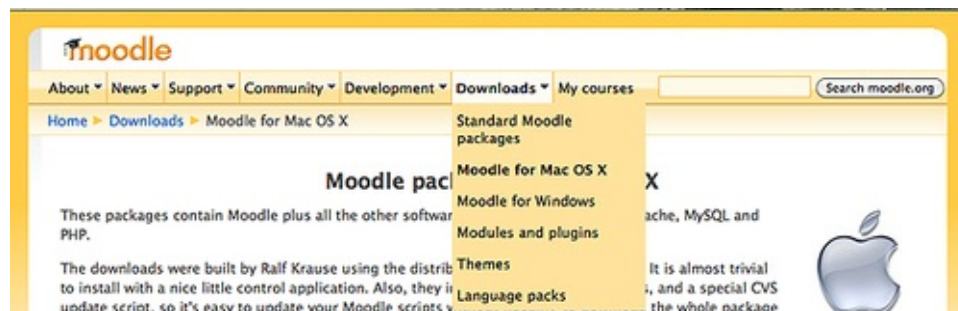 moodle
About News Support Community Development Downloads My courses Search moodle.org
Home Downloads Moodle for Mac OS X
Standard Moodle
packages
Moodle for Mac OS X
Moodle for Windows
Modules and plugins
Themes
Language packs
Moodle pac X
These packages contain Moodle plus all the other softwar ache, MySQL and
PHP.
The downloads were built by Ralf Krause using the distrib It is almost trivial
to install with a nice little control application. Also, they i s, and a special CVS
update script, so it's easy to update your Moodle scripts the whole package